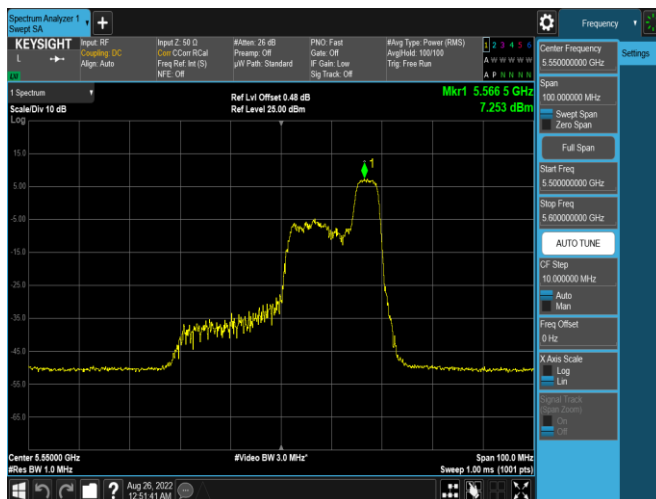 Spectrum Analyzer 1
Swept SA
Frequency
KEYSIGHT
L
LXI
Input: RF
Coupling: DC
Align: Auto
Input Z: 50 Ω
Corr CCorr RCal
Freq Ref: Int (S)
NFE: Off
#Atten: 26 dB
Preamp: Off
µW Path: Standard
PNO: Fast
Gate: Off
IF Gain: Low
Sig Track: Off
#Avg Type: Power (RMS)
Avg|Hold: 100/100
Trig: Free Run
1 2 3 4 5 6
A W W W W W
A P N N N N
Center Frequency
5.550000000 GHz
Settings
Span
100.000000 MHz
Swept Span
Zero Span
Full Span
Start Freq
5.500000000 GHz
Stop Freq
5.600000000 GHz
AUTO TUNE
CF Step
10.000000 MHz
Auto
Man
Freq Offset
0 Hz
X Axis Scale
Log
Lin
Signal Track
(Span Zoom)
On
Off
1 Spectrum
Scale/Div 10 dB
Log
Ref Lvl Offset 0.48 dB
Ref Level 25.00 dBm
Mkr1 5.566 5 GHz
7.253 dBm
1
15.0
5.00
-5.00
-15.0
-25.0
-35.0
-45.0
-55.0
-65.0
Center 5.55000 GHz
#Res BW 1.0 MHz
#Video BW 3.0 MHz*
Span 100.0 MHz
Sweep 1.00 ms (1001 pts)
?
Aug 26, 2022
12:51:41 AM